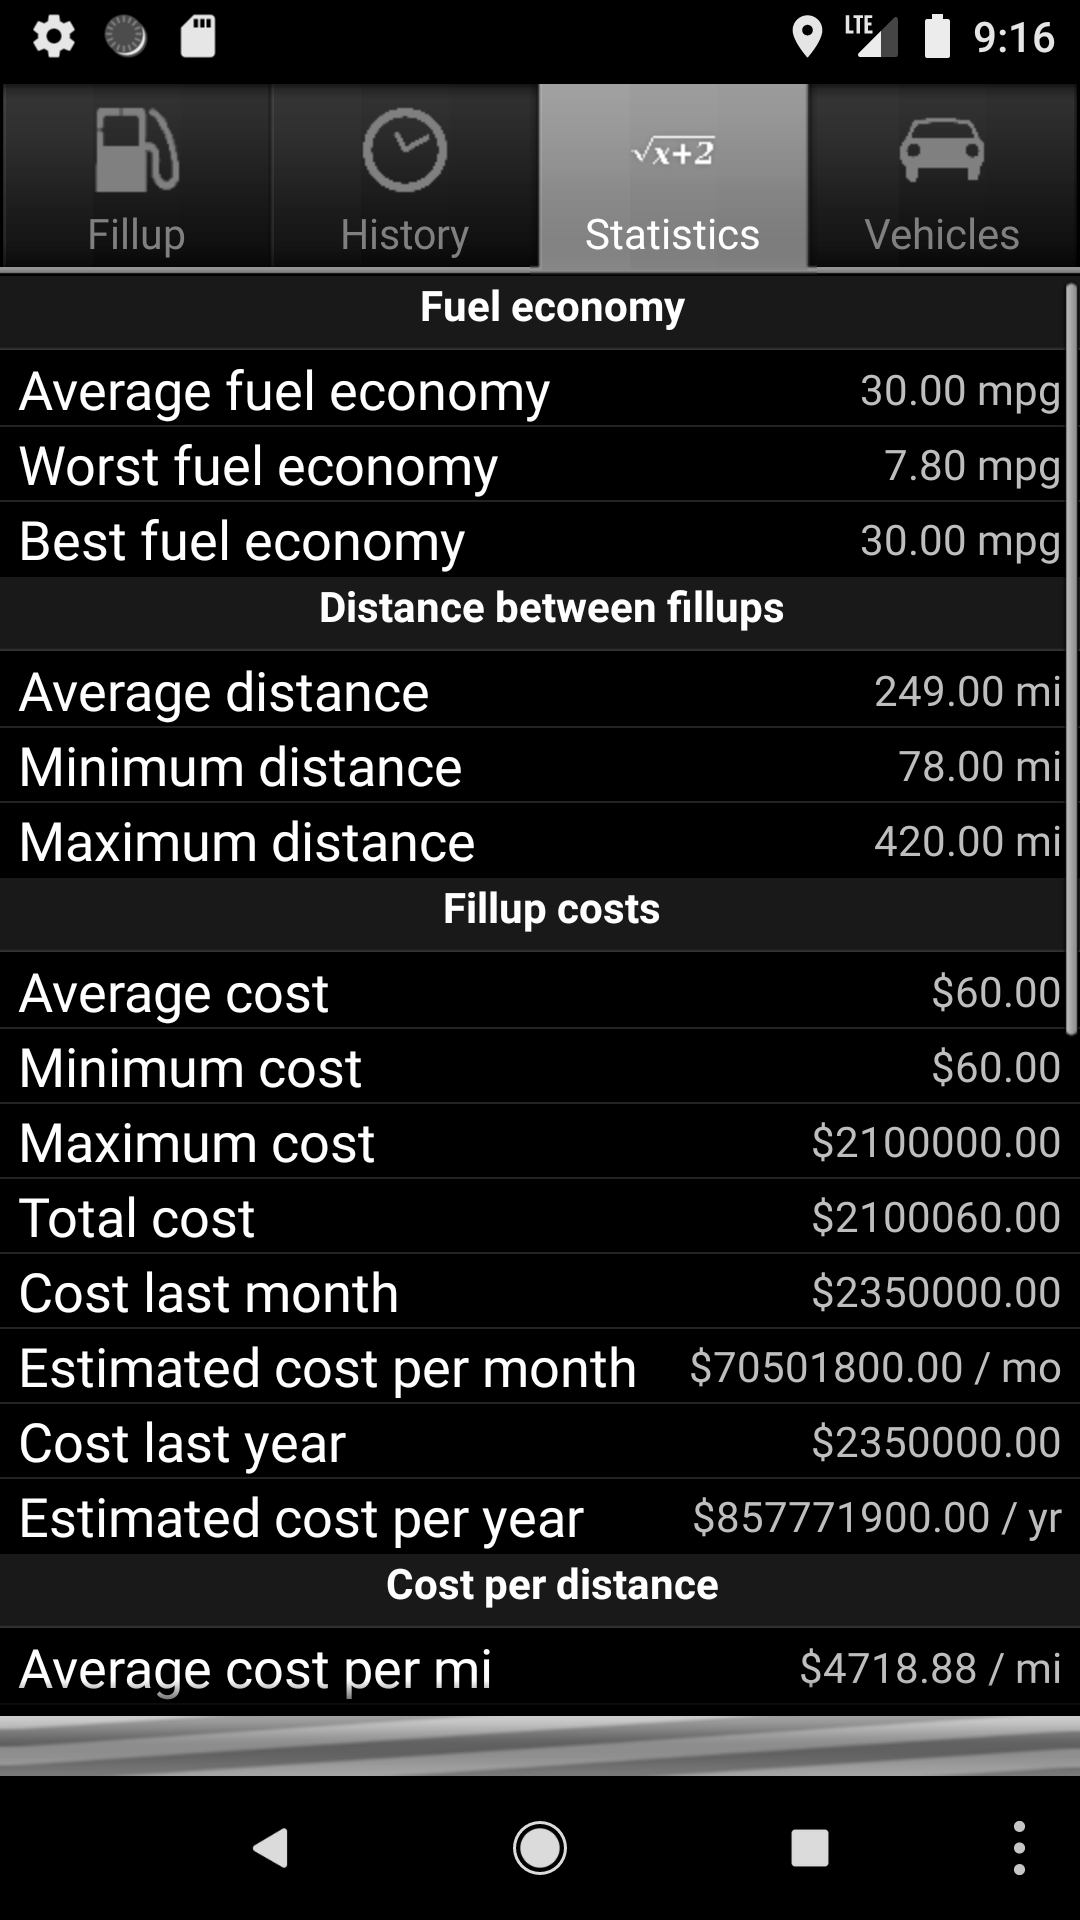 LTE 9:16
√x+2
Fillup History Statistics Vehicles
Fuel economy
Average fuel economy 30.00 mpg
Worst fuel economy 7.80 mpg
Best fuel economy 30.00 mpg
Distance between fillups
Average distance 249.00 mi
Minimum distance 78.00 mi
Maximum distance 420.00 mi
Fillup costs
Average cost $60.00
Minimum cost $60.00
Maximum cost $2100000.00
Total cost $2100060.00
Cost last month $2350000.00
Estimated cost per month $70501800.00 / mo
Cost last year $2350000.00
Estimated cost per year $857771900.00 / yr
Cost per distance
Average cost per mi $4718.88 / mi